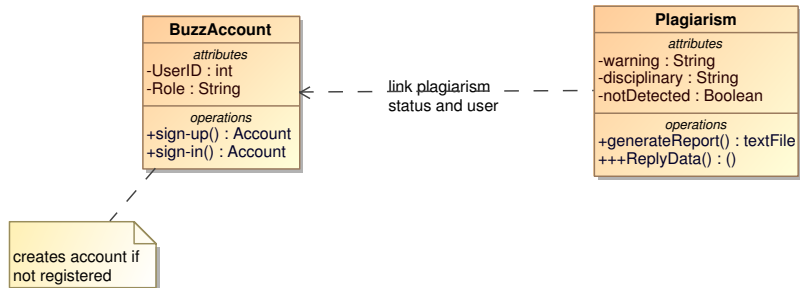 BuzzAccount
attributes
-UserID : int
-Role : String
operations
+sign-up() : Account
+sign-in() : Account
creates account if
not registered
link plagiarism
status and user
Plagiarism
attributes
-warning : String
-disciplinary : String
-notDetected : Boolean
operations
+generateReport() : textFile
+++ReplyData() : ()